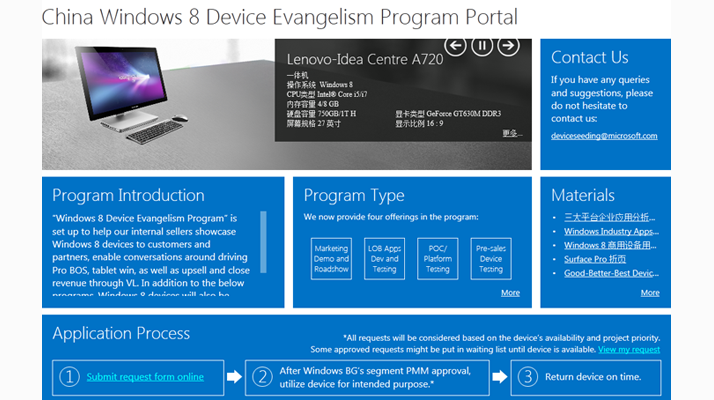 China Windows 8 Device Evangelism Program Portal
Lenovo-Idea Centre A720
一体机
操作系统 Windows 8
CPU类型 Intel® Core i5/i7
内存容量 4/8 GB
硬盘容量 750GB/1T H 显卡类型 GeForce GT630M DDR3
屏幕规格 27 英寸 显示比例 16 : 9
更多...
Contact Us
If you have any queries
and suggestions, please
do not hesitate to
contact us:
deviceseeding@microsoft.com
Program Introduction
"Windows 8 Device Evangelism Program" is
set up to help our internal sellers showcase
Windows 8 devices to customers and
partners, enable conversations around driving
Pro BOS, tablet win, as well as upsell and close
revenue through VL. In addition to the below
programs, Windows 8 devices will also be
Program Type
We now provide four offerings in the program:
Marketing
Demo and
Roadshow
LOB Apps
Dev and
Testing
POC/
Platform
Testing
Pre-sales
Device
Testing
More
Materials
• 三大平台企业应用分析...
• Windows Industry Apps...
• Windows 8 商用设备用...
• Surface Pro 折页
• Good-Better-Best Devic...
More
Application Process
*All requests will be considered based on the device's availability and project priority.
Some approved requests might be put in waiting list until device is available. View my request
1 Submit request form online
2 After Windows BG's segment PMM approval,
utilize device for intended purpose.*
3 Return device on time.